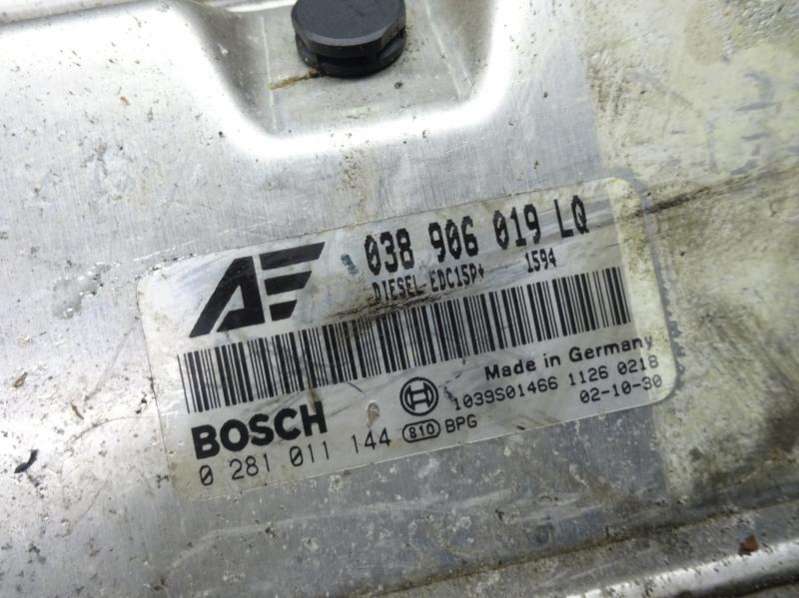 AE 038 906 019 LQ
DIESEL-EDC15P+ 1594
Made in Germany
BOSCH 1039S01466 1126 0218
0 281 011 144 810 BPG 02-10-30